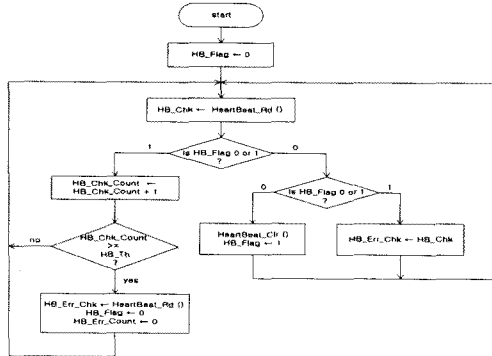 start
HB_Flag ← 0
HB_Chk ← HeartBeat_Rd ()
Is HB_Flag 0 or 1
?
1
0
HB_Chk_Count ←
HB_Chk_Count + 1
Is HB_Flag 0 or 1
?
0
1
HeartBeat_Clr ()
HB_Flag ← 1
HB_Err_Chk ← HB_Chk
HB_Chk_Count
>=
HB_Th
?
no
yes
HB_Err_Chk ← HeartBeat_Rd ()
HB_Flag ← 0
HB_Err_Count ← 0